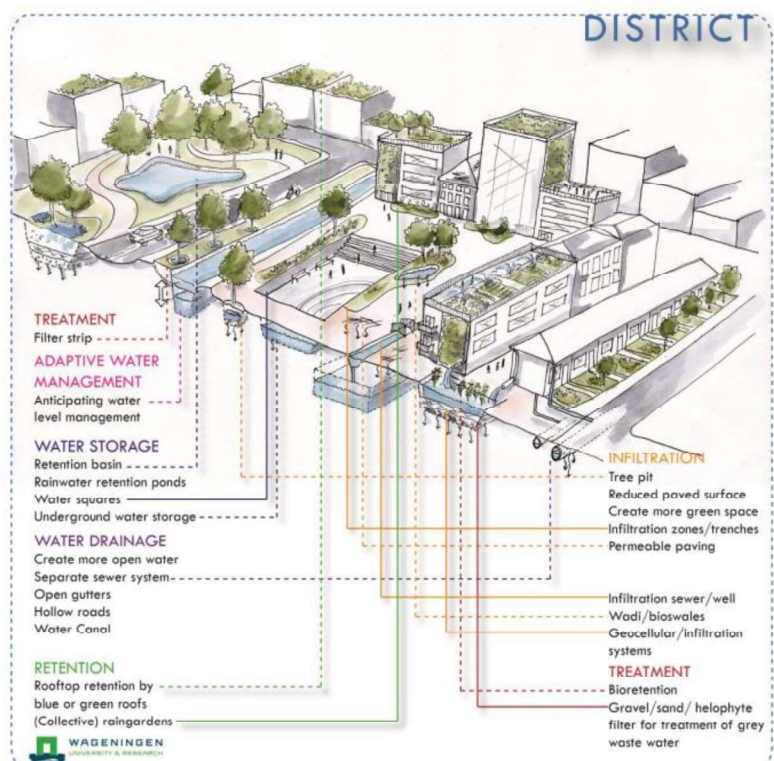 DISTRICT
TREATMENT
Filter strip
ADAPTIVE WATER
MANAGEMENT
Anticipating water
level management
WATER STORAGE
Retention basin
Rainwater retention ponds
Water squares
Underground water storage
WATER DRAINAGE
Create more open water
Separate sewer system
Open gutters
Hollow roads
Water Canal
RETENTION
Rooftop retention by
blue or green roofs
(Collective) raingardens
WAGENINGEN
UNIVERSITY & RESEARCH
INFILTRATION
Tree pit
Reduced paved surface
Create more green space
Infiltration zones/trenches
Permeable paving
Infiltration sewer/well
Wadi/bioswales
Geocellular/infiltration
systems
TREATMENT
Bioretention
Gravel/sand/ helophyte
filter for treatment of grey
waste water